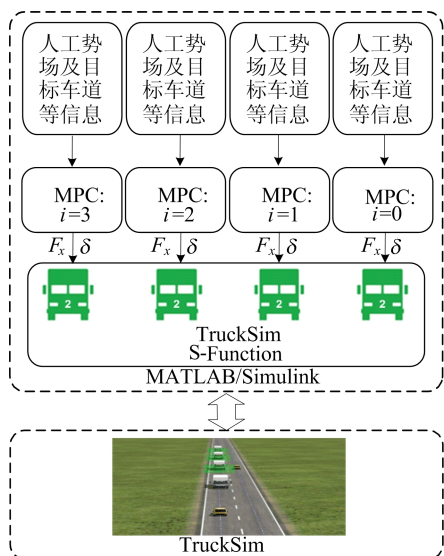 人工势
场及目
标车道
等信息
人工势
场及目
标车道
等信息
人工势
场及目
标车道
等信息
人工势
场及目
标车道
等信息
MPC:
i=3
MPC:
i=2
MPC:
i=1
MPC:
i=0
Fₓ δ
Fₓ δ
Fₓ δ
Fₓ δ
2
2
2
2
TruckSim
S-Function
MATLAB/Simulink
TruckSim